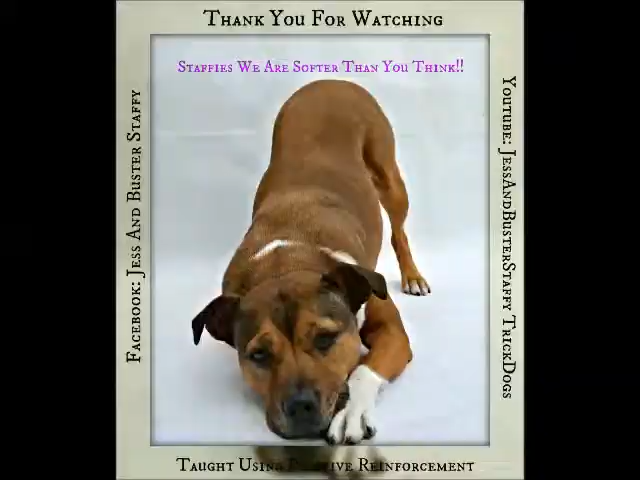 Thank You For Watching
Staffies We Are Softer Than You Think!!
Facebook: Jess And Buster Staffy
Youtube: JessAndBusterStaffy TrickDogs
Taught Using Positive Reinforcement